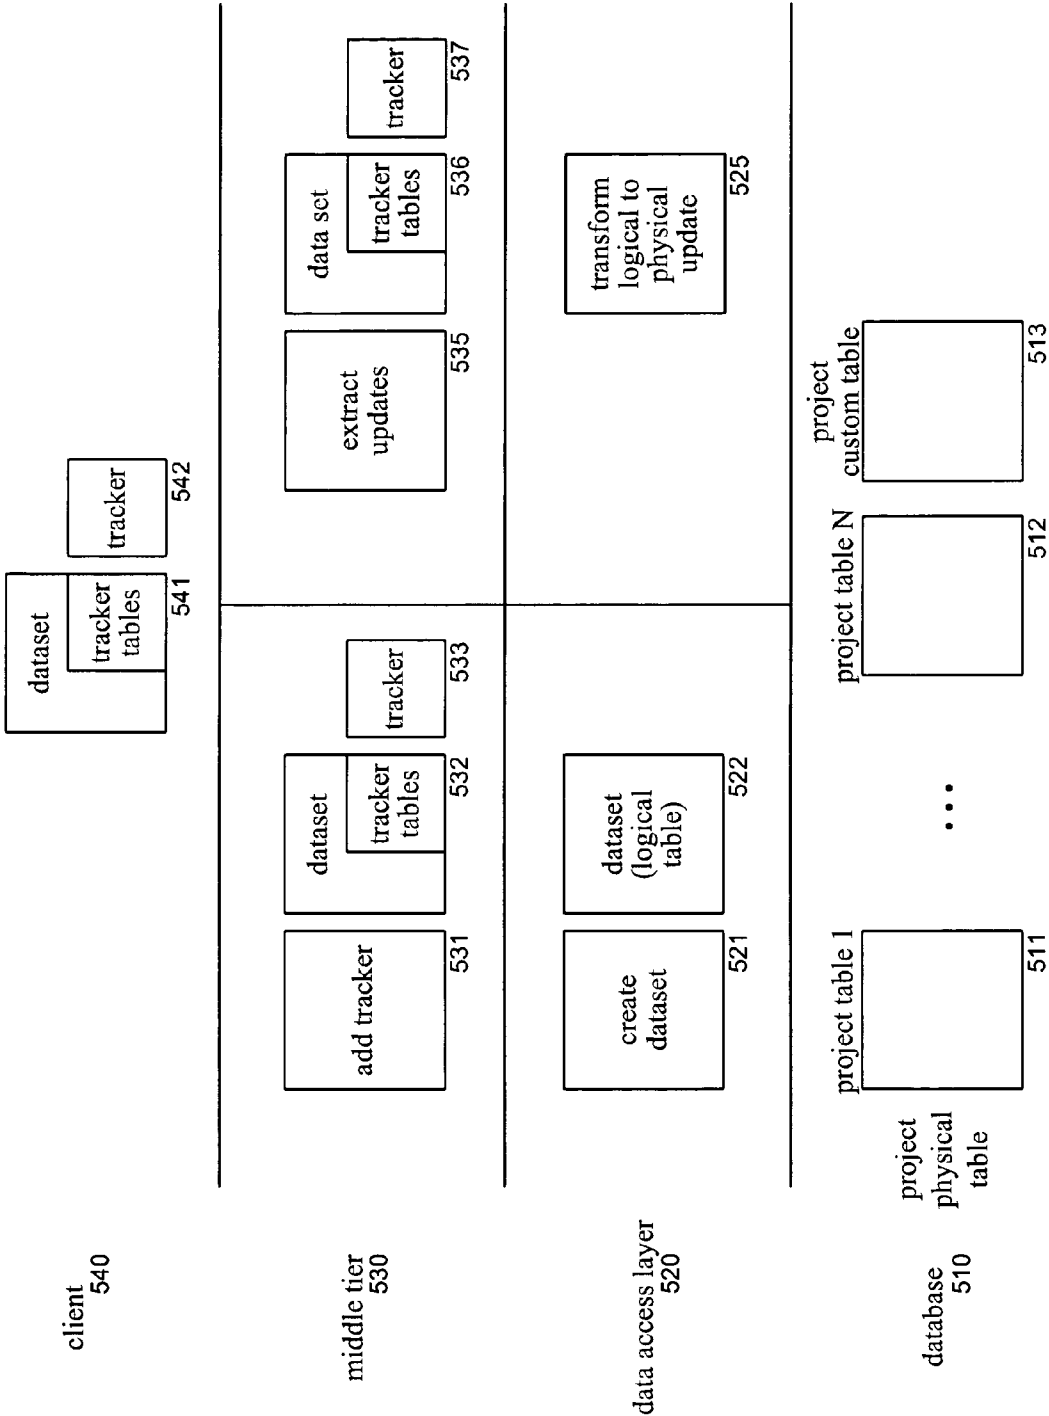 client
540
dataset
tracker
tables
541
tracker
542
middle tier
530
add tracker
531
dataset
tracker
tables
532
tracker
533
extract
updates
535
data set
tracker
tables
536
tracker
537
data access layer
520
create
dataset
521
dataset
(logical
table)
522
transform
logical to
physical
update
525
database
510
project
physical
table
project table 1
511
...
project table N
512
project
custom table
513